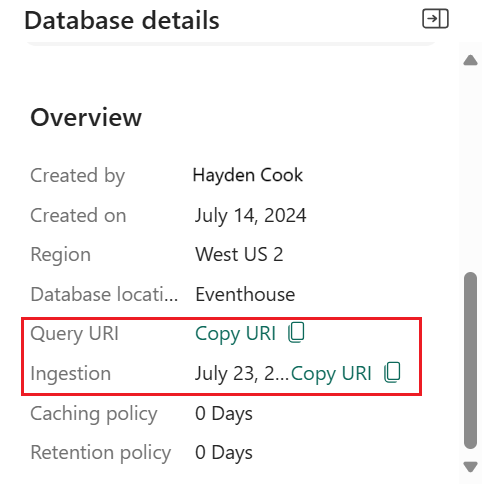 Database details
Overview
Created by Hayden Cook
Created on July 14, 2024
Region West US 2
Database locati... Eventhouse
Query URI Copy URI
Ingestion July 23, 2...Copy URI
Caching policy 0 Days
Retention policy 0 Days